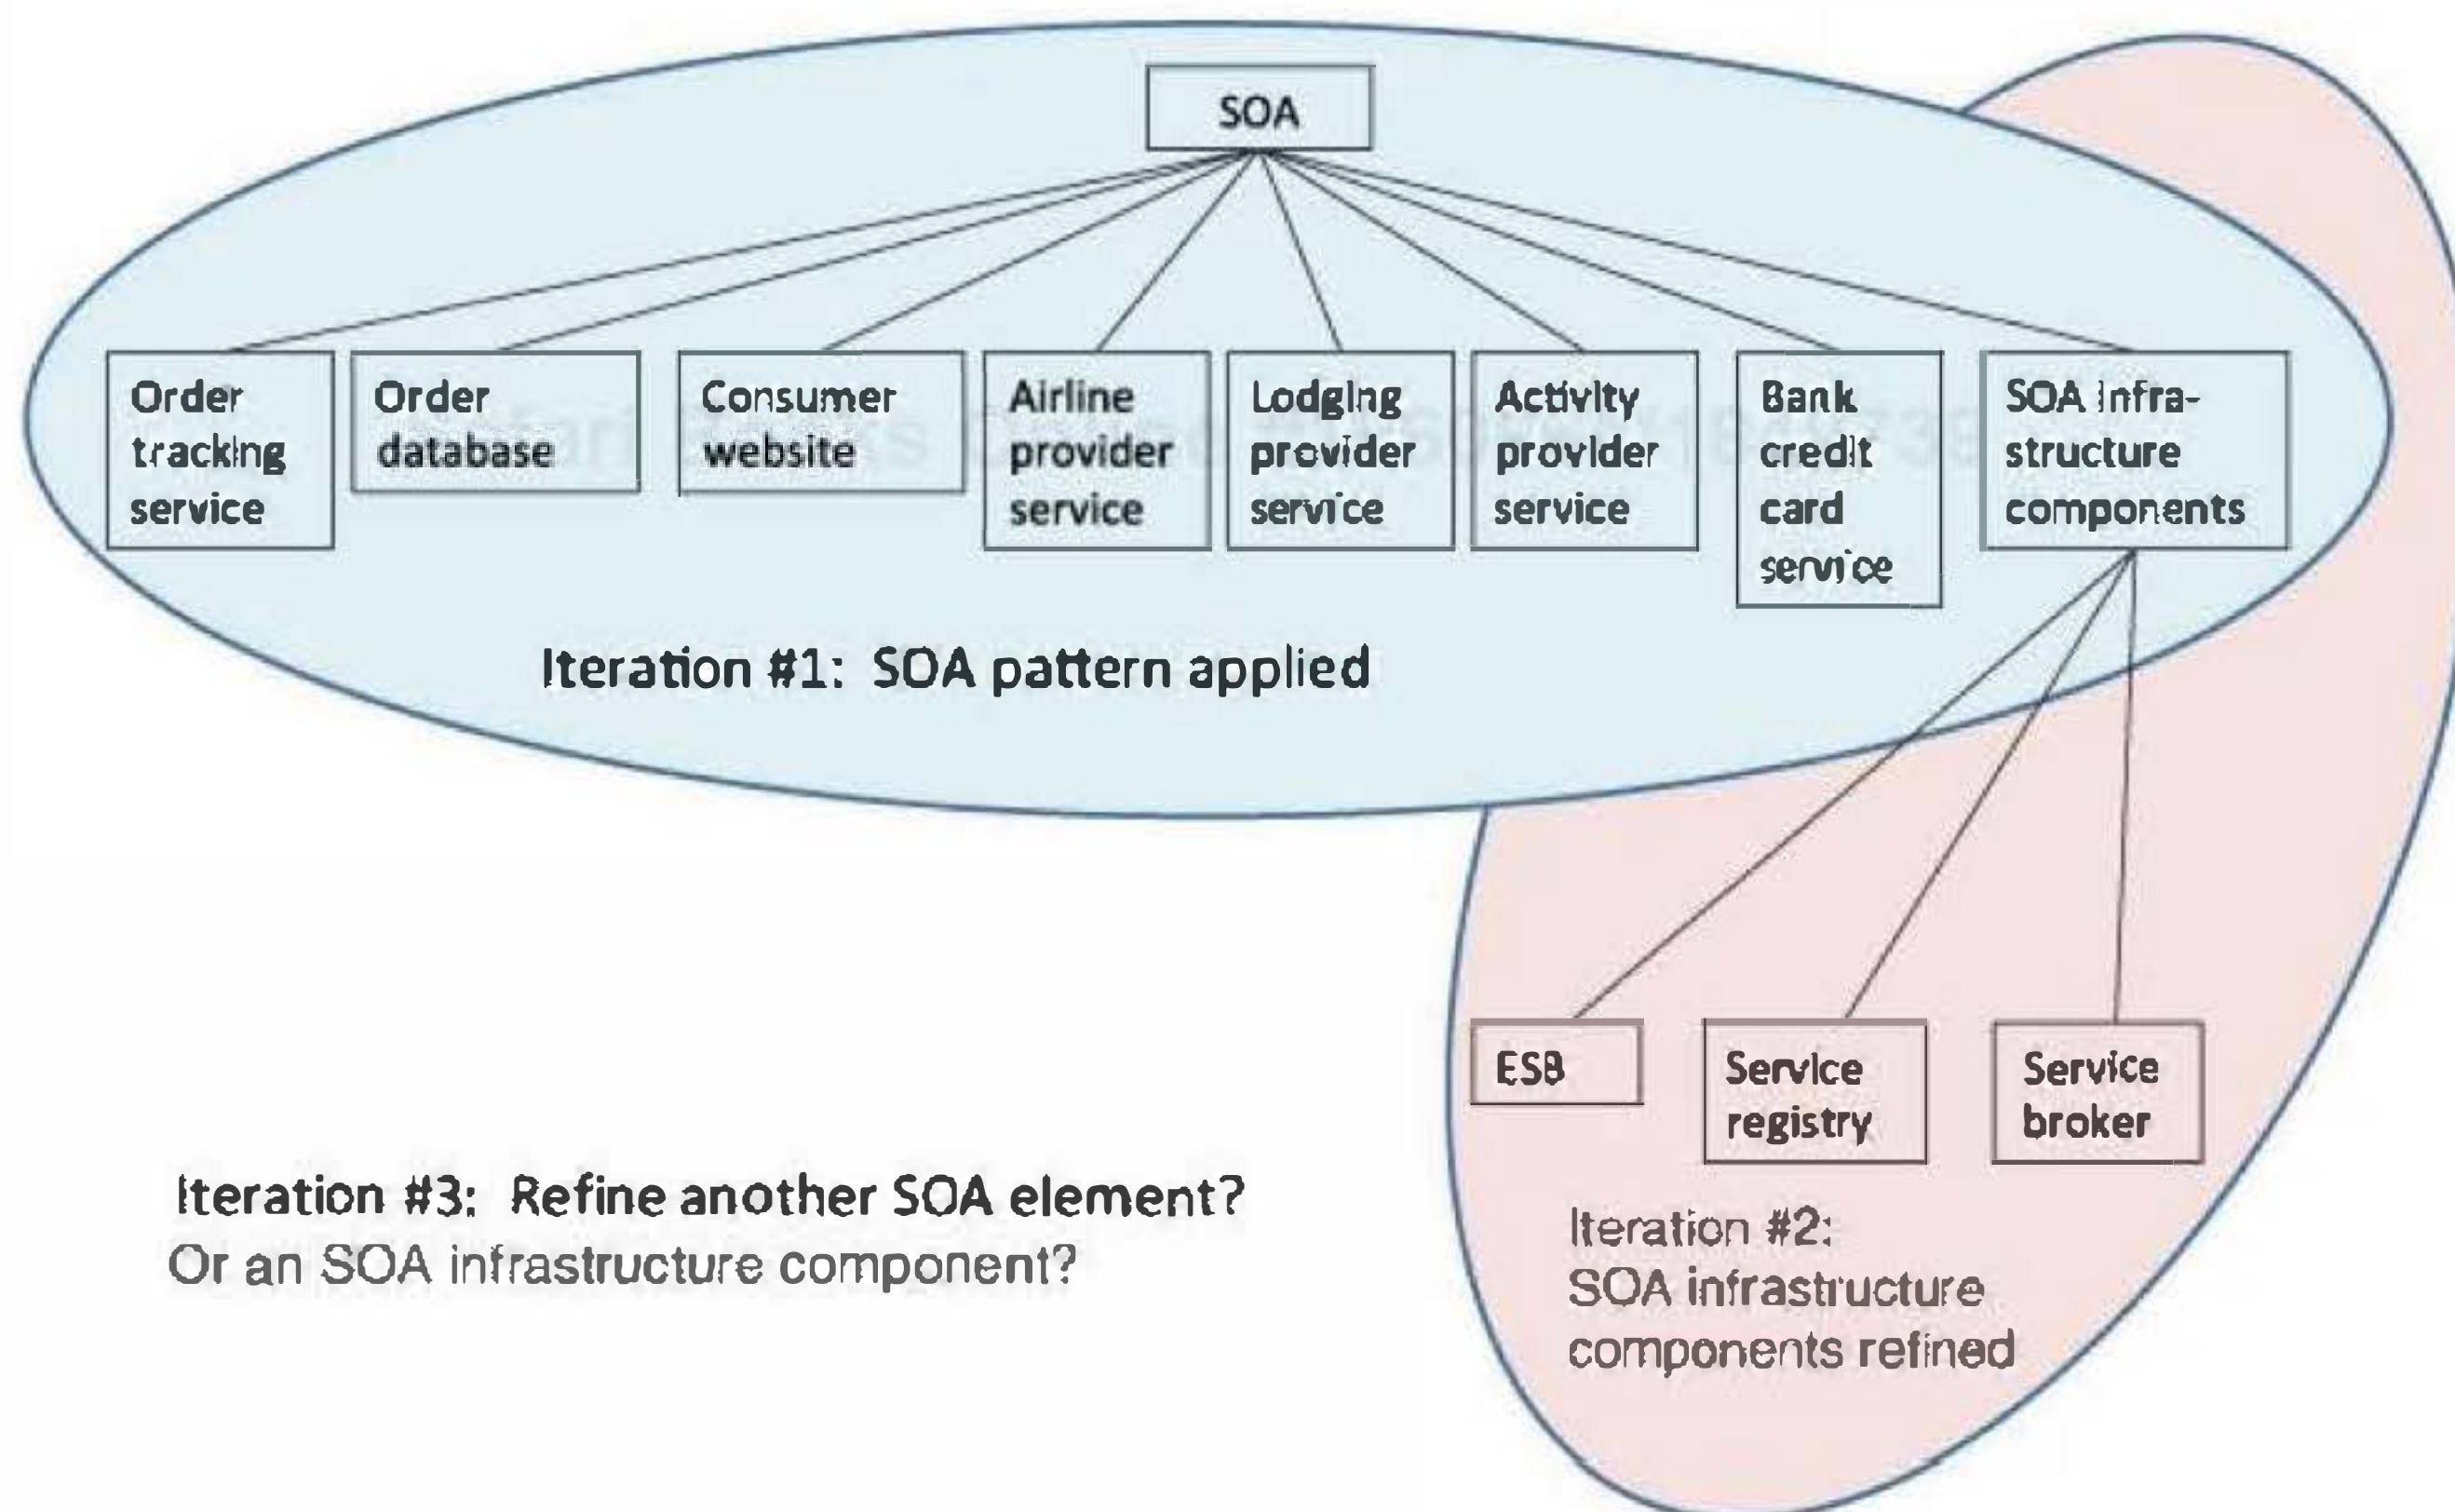 SOA
Order
tracking
service
Order
database
Consumer
website
Airline
provider
service
Lodging
provider
service
Activity
provider
service
Bank
credit
card
service
SOA infra-
structure
components
Iteration #1: SOA pattern applied
ESB
Service
registry
Service
broker
Iteration #3: Refine another SOA element?
Or an SOA infrastructure component?
Iteration #2:
SOA infrastructure
components refined